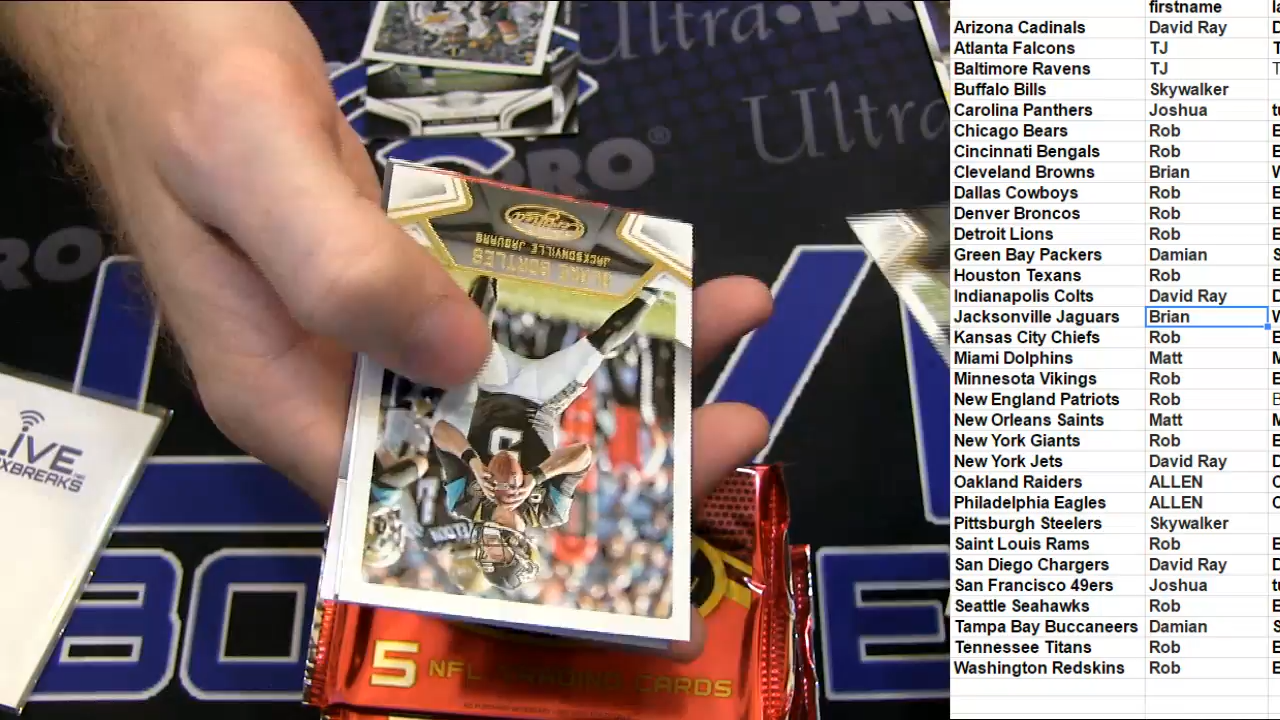 Ultra·PRO
Ultra
PRO®
RO
Certified
JACKSONVILLE JAGUARS
BLAKE BORTLES
5
LIVE
XBREAKS
BO
E
5 NFL TRADING CARDS
firstname
Arizona Cadinals David Ray
Atlanta Falcons TJ
Baltimore Ravens TJ
Buffalo Bills Skywalker
Carolina Panthers Joshua
Chicago Bears Rob
Cincinnati Bengals Rob
Cleveland Browns Brian
Dallas Cowboys Rob
Denver Broncos Rob
Detroit Lions Rob
Green Bay Packers Damian
Houston Texans Rob
Indianapolis Colts David Ray
Jacksonville Jaguars Brian
Kansas City Chiefs Rob
Miami Dolphins Matt
Minnesota Vikings Rob
New England Patriots Rob
New Orleans Saints Matt
New York Giants Rob
New York Jets David Ray
Oakland Raiders ALLEN
Philadelphia Eagles ALLEN
Pittsburgh Steelers Skywalker
Saint Louis Rams Rob
San Diego Chargers David Ray
San Francisco 49ers Joshua
Seattle Seahawks Rob
Tampa Bay Buccaneers Damian
Tennessee Titans Rob
Washington Redskins Rob